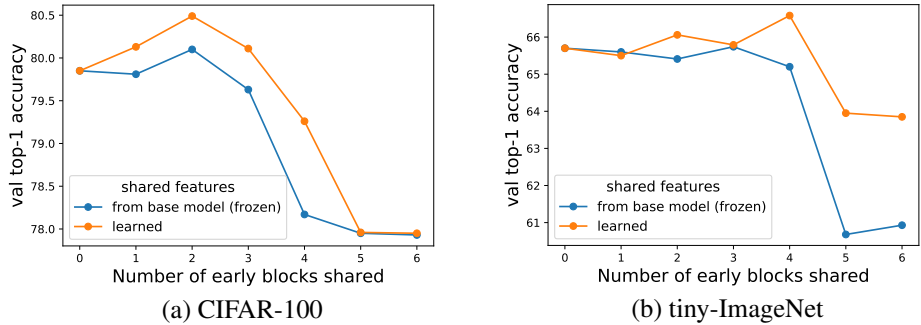 val top-1 accuracy
80.5
80.0
79.5
79.0
78.5
78.0
shared features
from base model (frozen)
learned
0 1 2 3 4 5 6
Number of early blocks shared
(a) CIFAR-100
val top-1 accuracy
66
65
64
63
62
61
shared features
from base model (frozen)
learned
0 1 2 3 4 5 6
Number of early blocks shared
(b) tiny-ImageNet